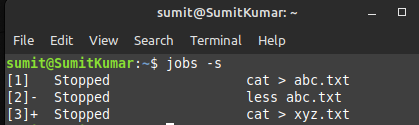 sumit@SumitKumar: ~
File Edit View Search Terminal Help
sumit@SumitKumar:~$ jobs -s
[1]   Stopped                 cat > abc.txt
[2]-  Stopped                 less abc.txt
[3]+  Stopped                 cat > xyz.txt